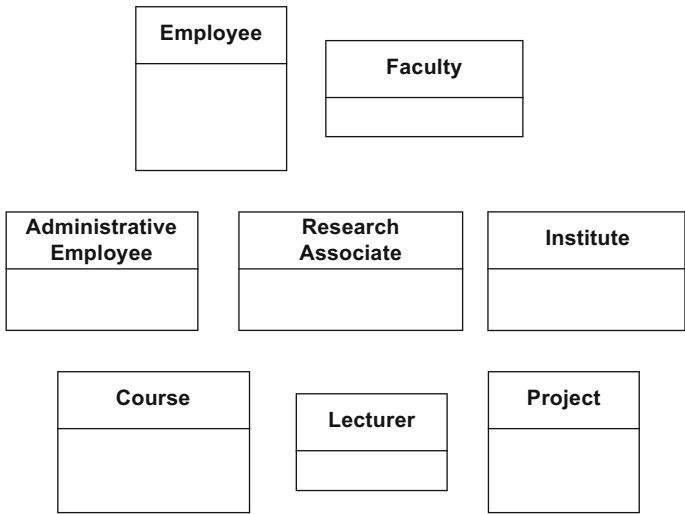 Employee
Faculty
Administrative
Employee
Research
Associate
Institute
Course
Lecturer
Project